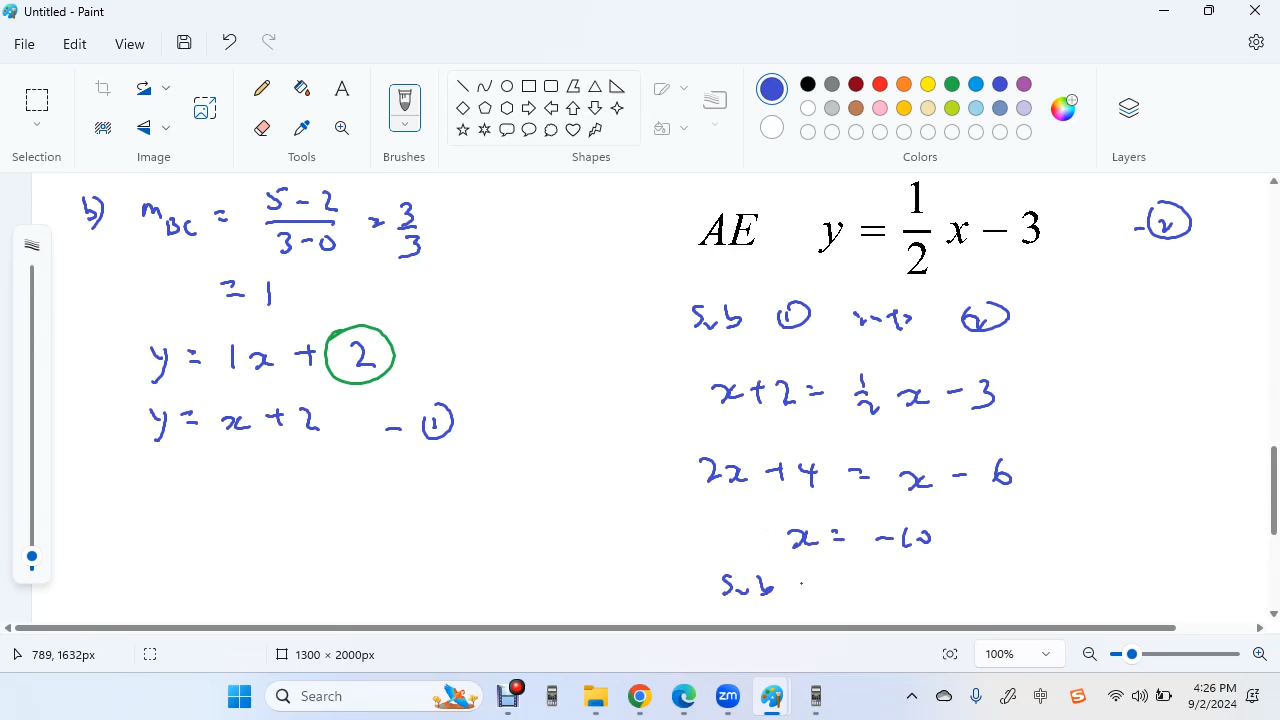 Untitled - Paint
File Edit View
Selection Image Tools Brushes Shapes Colors Layers
b) m_BC = (5-2)/(3-0) = 3/3
= 1
y = 1x + 2
y = x + 2 - ①
AE y = 1/2 x − 3 - ②
Sub ① into ②
x + 2 = 1/2 x - 3
2x + 4 = x - 6
x = -10
Sub
789, 1632px 1300 × 2000px 100%
Search zm 中 S 4:26 PM
9/2/2024